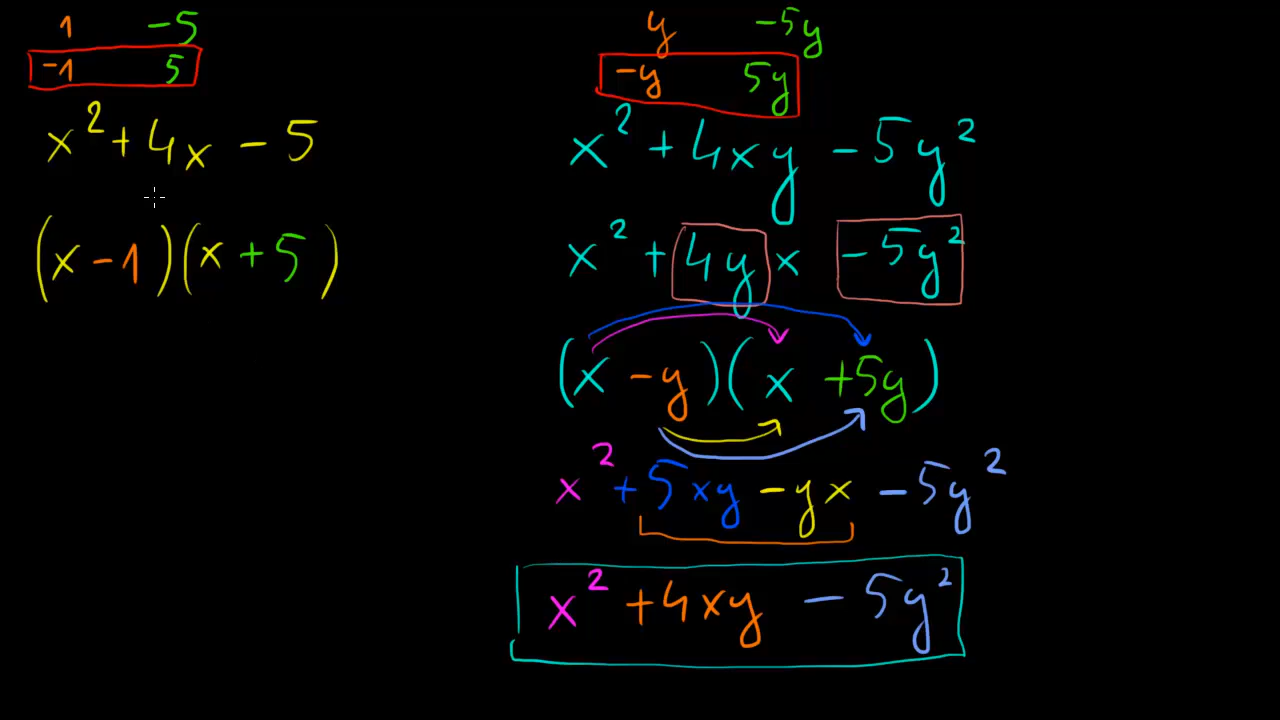 1 -5
-1 5
x² + 4x - 5
(x - 1)(x + 5)
y -5y
-y 5y
x² + 4xy - 5y²
x² + 4y x - 5y²
(x - y)(x + 5y)
x² + 5xy - yx - 5y²
x² + 4xy - 5y²